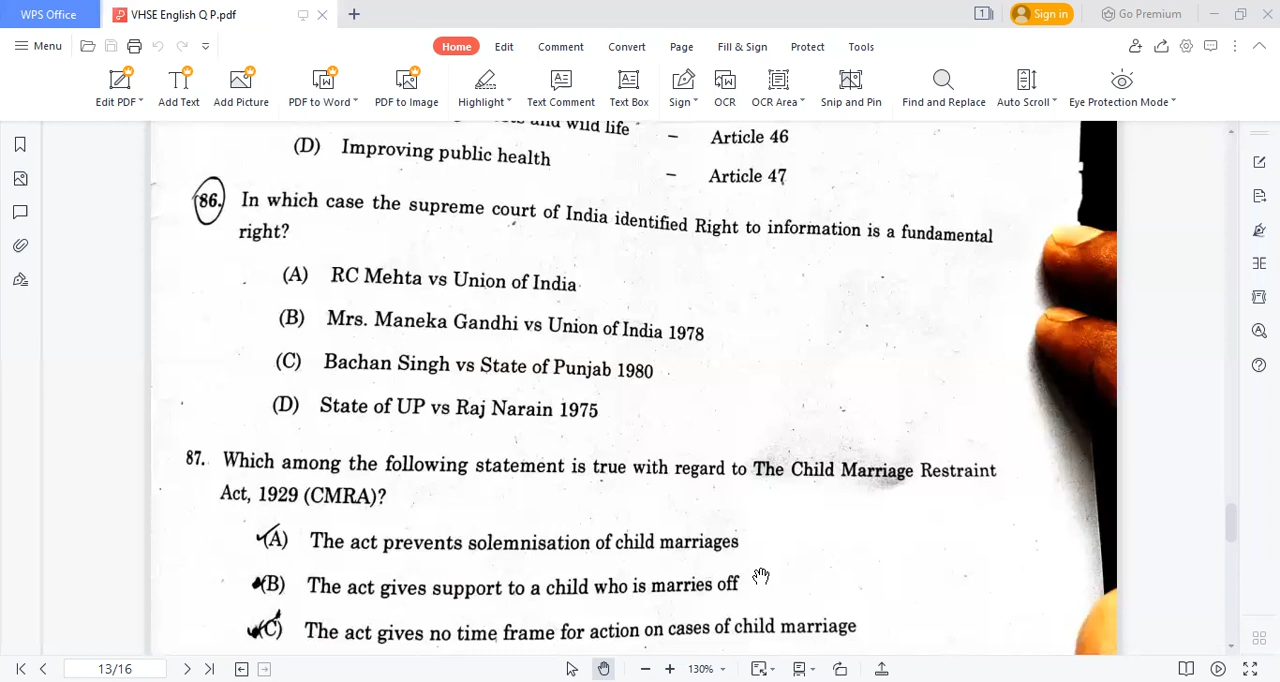 WPS Office
VHSE English Q P.pdf
1
Sign in
Go Premium
Menu
Home Edit Comment Convert Page Fill & Sign Protect Tools
Edit PDF Add Text Add Picture PDF to Word PDF to Image Highlight Text Comment Text Box Sign OCR OCR Area Snip and Pin Find and Replace Auto Scroll Eye Protection Mode
and wild life – Article 46
(D) Improving public health – Article 47
86. In which case the supreme court of India identified Right to information is a fundamental
right?
(A) RC Mehta vs Union of India
(B) Mrs. Maneka Gandhi vs Union of India 1978
(C) Bachan Singh vs State of Punjab 1980
(D) State of UP vs Raj Narain 1975
87. Which among the following statement is true with regard to The Child Marriage Restraint
Act, 1929 (CMRA)?
(A) The act prevents solemnisation of child marriages
(B) The act gives support to a child who is marries off
(C) The act gives no time frame for action on cases of child marriage
13/16
130%